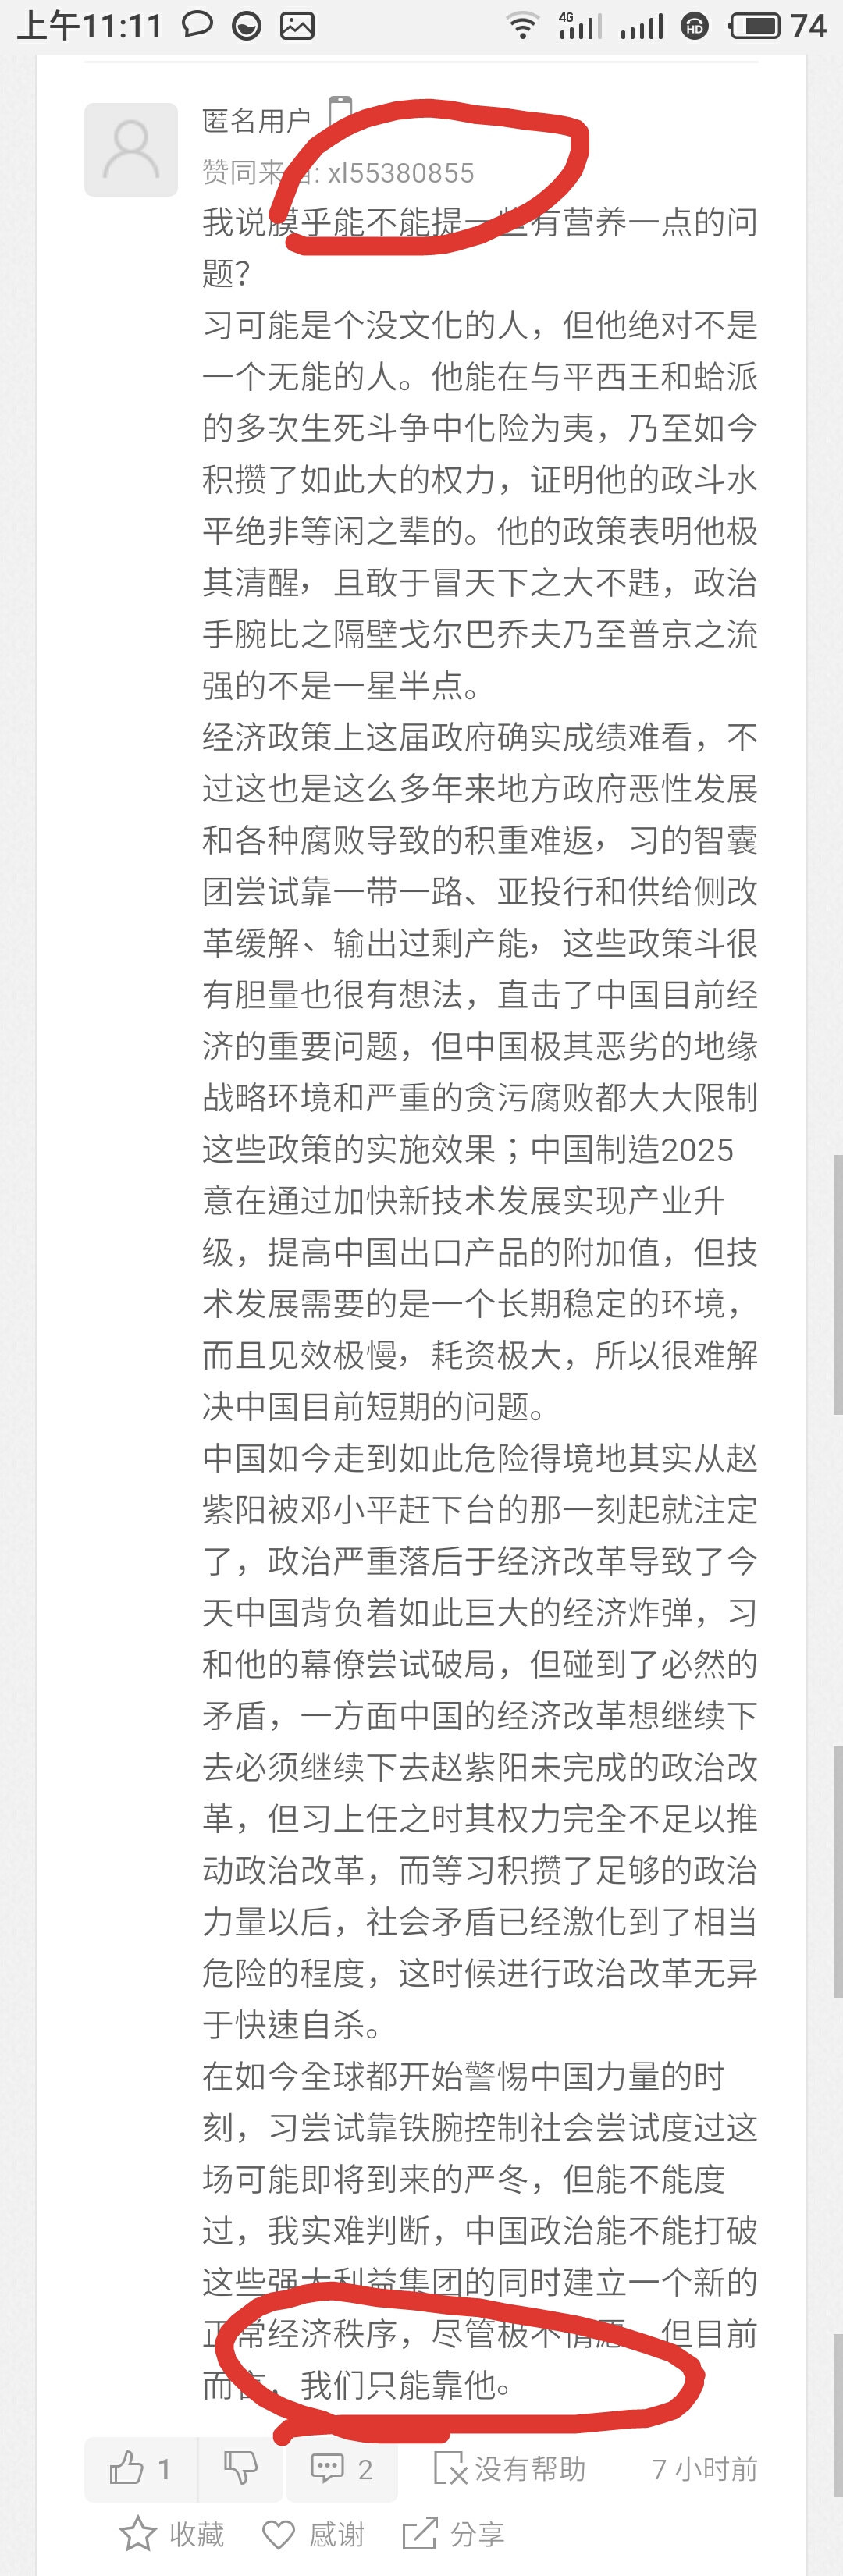 上午11:11 4G HD 74
匿名用户
赞同来自: xl55380855
我说膜乎能不能提一些有营养一点的问
题?
习可能是个没文化的人，但他绝对不是
一个无能的人。他能在与平西王和蛤派
的多次生死斗争中化险为夷，乃至如今
积攒了如此大的权力，证明他的政斗水
平绝非等闲之辈的。他的政策表明他极
其清醒，且敢于冒天下之大不韪，政治
手腕比之隔壁戈尔巴乔夫乃至普京之流
强的不是一星半点。
经济政策上这届政府确实成绩难看，不
过这也是这么多年来地方政府恶性发展
和各种腐败导致的积重难返，习的智囊
团尝试靠一带一路、亚投行和供给侧改
革缓解、输出过剩产能，这些政策斗很
有胆量也很有想法，直击了中国目前经
济的重要问题，但中国极其恶劣的地缘
战略环境和严重的贪污腐败都大大限制
这些政策的实施效果；中国制造2025
意在通过加快新技术发展实现产业升
级，提高中国出口产品的附加值，但技
术发展需要的是一个长期稳定的环境，
而且见效极慢，耗资极大，所以很难解
决中国目前短期的问题。
中国如今走到如此危险得境地其实从赵
紫阳被邓小平赶下台的那一刻起就注定
了，政治严重落后于经济改革导致了今
天中国背负着如此巨大的经济炸弹，习
和他的幕僚尝试破局，但碰到了必然的
矛盾，一方面中国的经济改革想继续下
去必须继续下去赵紫阳未完成的政治改
革，但习上任之时其权力完全不足以推
动政治改革，而等习积攒了足够的政治
力量以后，社会矛盾已经激化到了相当
危险的程度，这时候进行政治改革无异
于快速自杀。
在如今全球都开始警惕中国力量的时
刻，习尝试靠铁腕控制社会尝试度过这
场可能即将到来的严冬，但能不能度
过，我实难判断，中国政治能不能打破
这些强大利益集团的同时建立一个新的
正常经济秩序，尽管极不情愿，但目前
而言，我们只能靠他。
1 2 没有帮助 7 小时前
收藏 感谢 分享